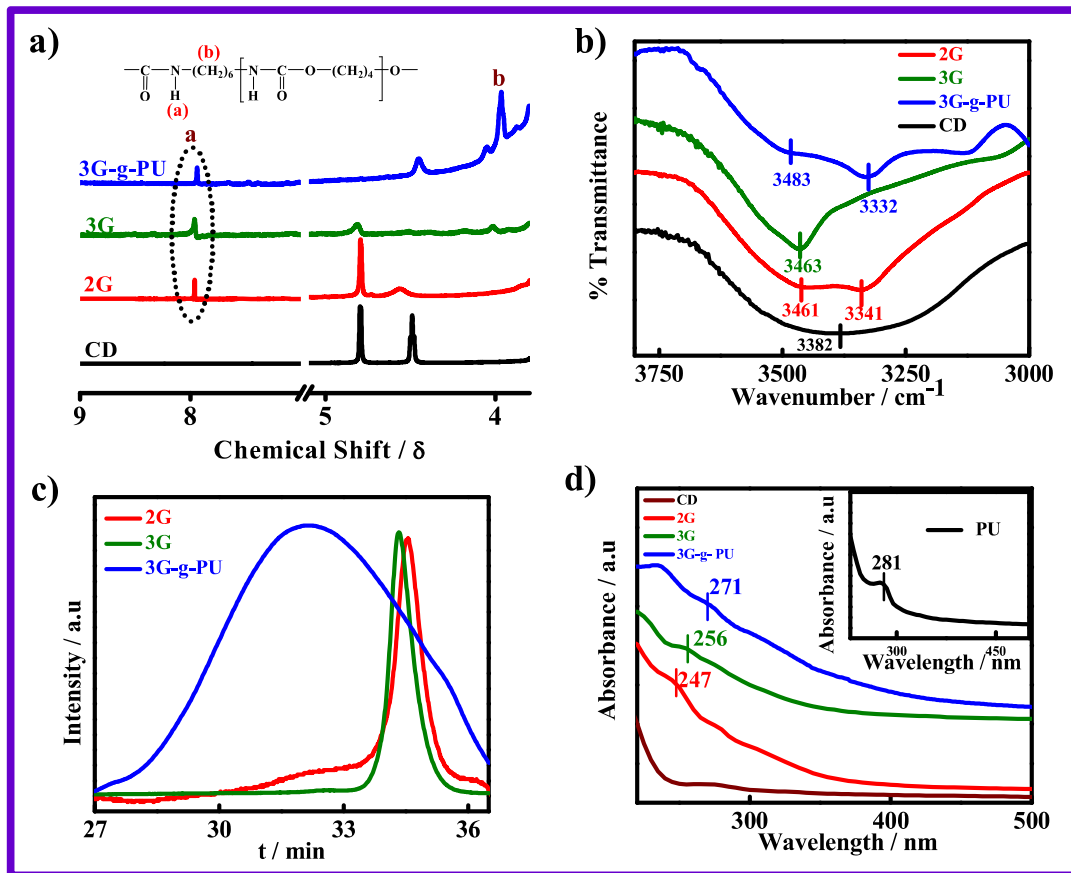 a)
(b)
— C — N —(CH2)6 [ N — C — O —(CH2)4 ] O —
O H H O
(a)
a
b
3G-g-PU
3G
2G
CD
9 8 5 4
Chemical Shift / δ
b)
2G
3G
3G-g-PU
CD
3483
3332
3463
3461
3341
3382
% Transmittance
3750 3500 3250 3000
Wavenumber / cm-1
c)
2G
3G
3G-g-PU
Intensity / a.u
27 30 33 36
t / min
d)
CD
2G
3G
3G-g- PU
271
256
247
Absorbance / a.u
300 400 500
Wavelength / nm
PU
281
Absorbance / a.u
300 450
Wavelength / nm